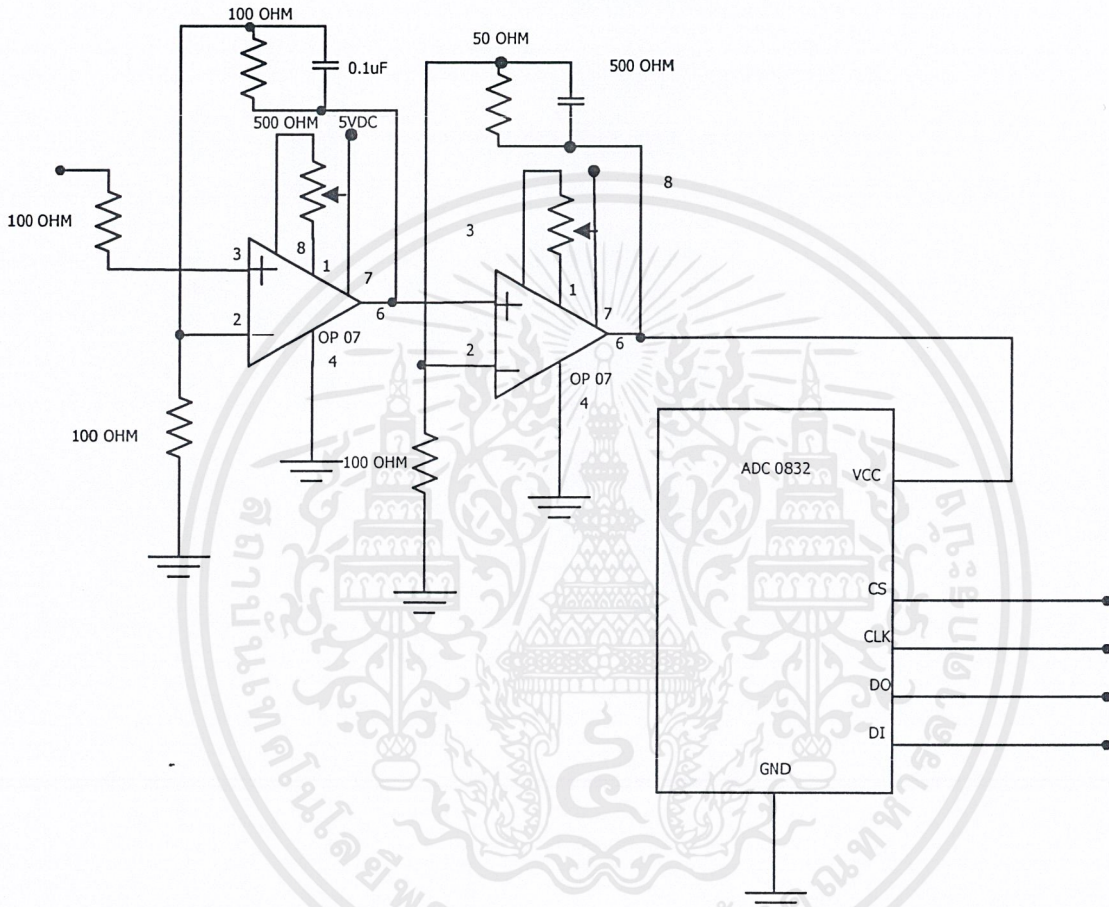 100 OHM
0.1uF
50 OHM
500 OHM
500 OHM
5VDC
100 OHM
3
8
1
7
6
2
OP 07
4
100 OHM
3
8
1
7
6
2
OP 07
4
100 OHM
ADC 0832
VCC
CS
CLK
DO
DI
GND